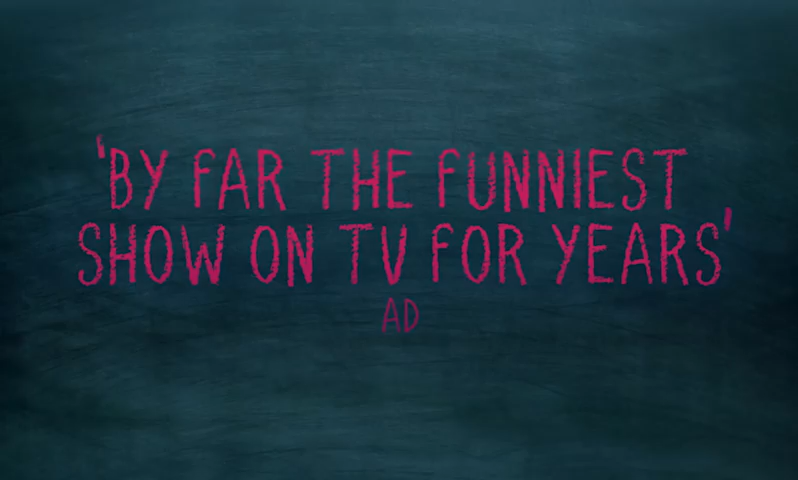 'BY FAR THE FUNNIEST
SHOW ON TV FOR YEARS'
AD